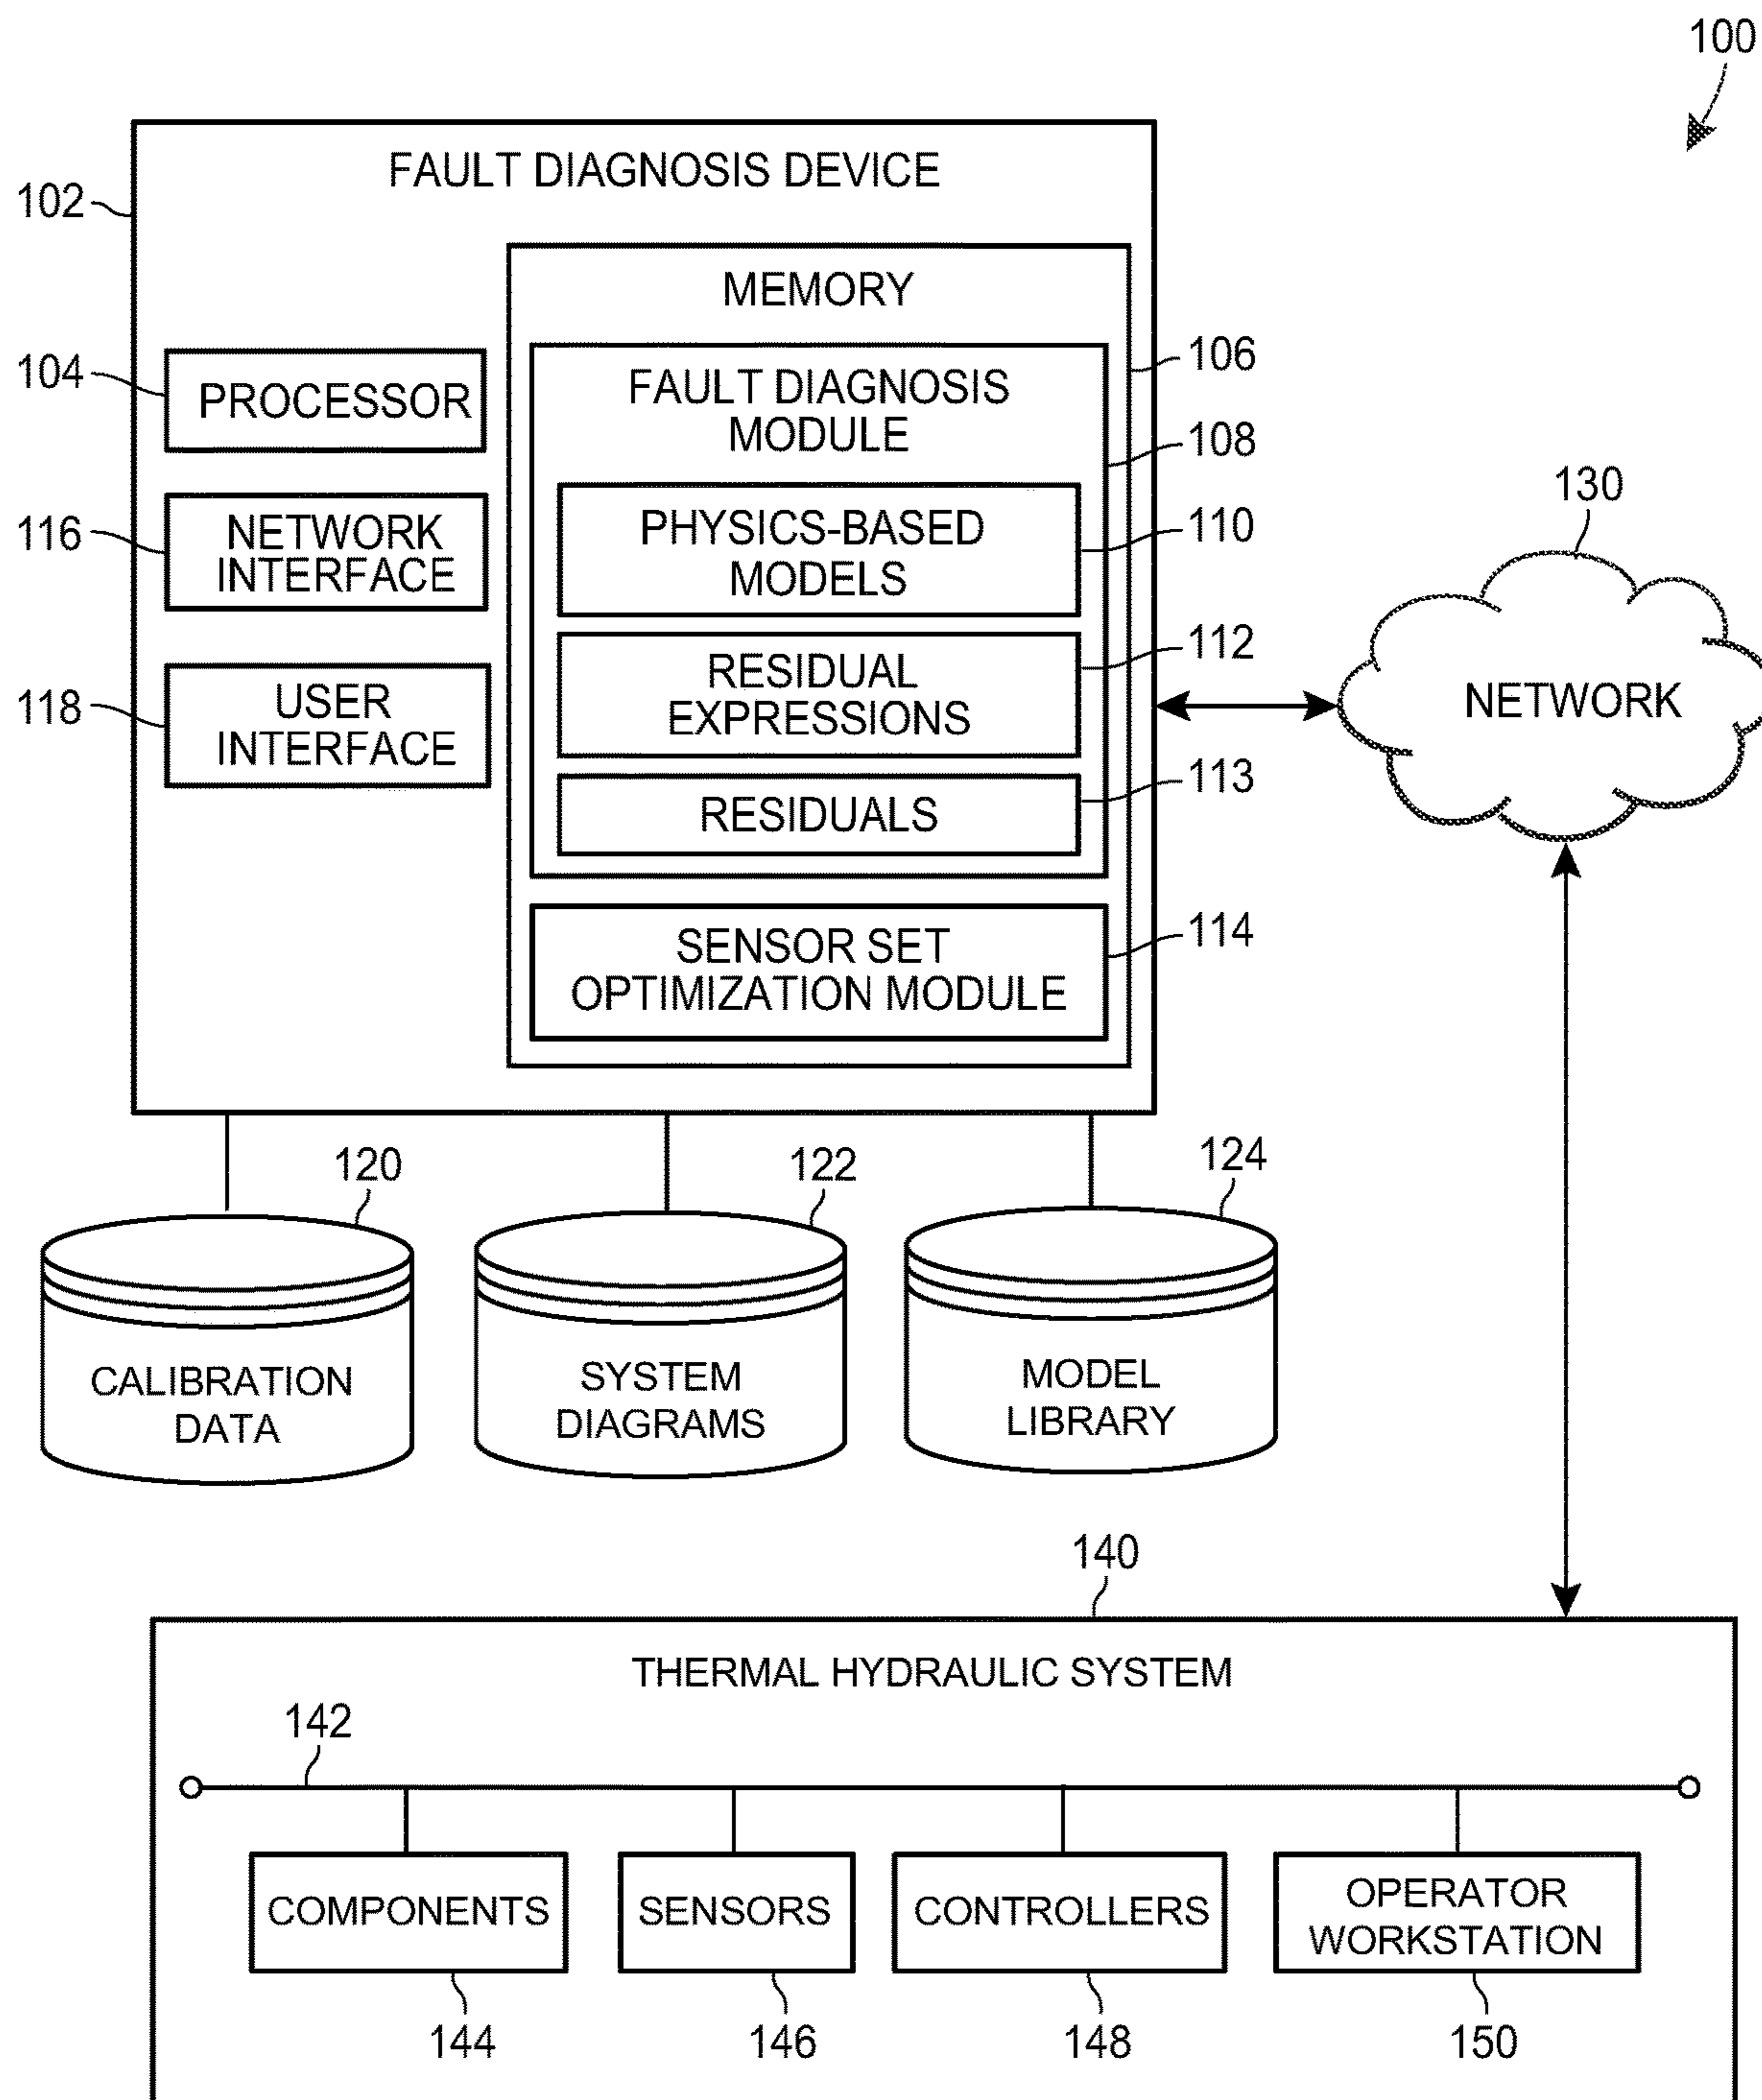 100
FAULT DIAGNOSIS DEVICE
102
MEMORY
104
PROCESSOR
106
FAULT DIAGNOSIS
MODULE
108
116
NETWORK
INTERFACE
PHYSICS-BASED
MODELS
110
130
118
USER
INTERFACE
RESIDUAL
EXPRESSIONS
112
NETWORK
RESIDUALS
113
SENSOR SET
OPTIMIZATION MODULE
114
120
122
124
CALIBRATION
DATA
SYSTEM
DIAGRAMS
MODEL
LIBRARY
140
THERMAL HYDRAULIC SYSTEM
142
COMPONENTS
SENSORS
CONTROLLERS
OPERATOR
WORKSTATION
144
146
148
150